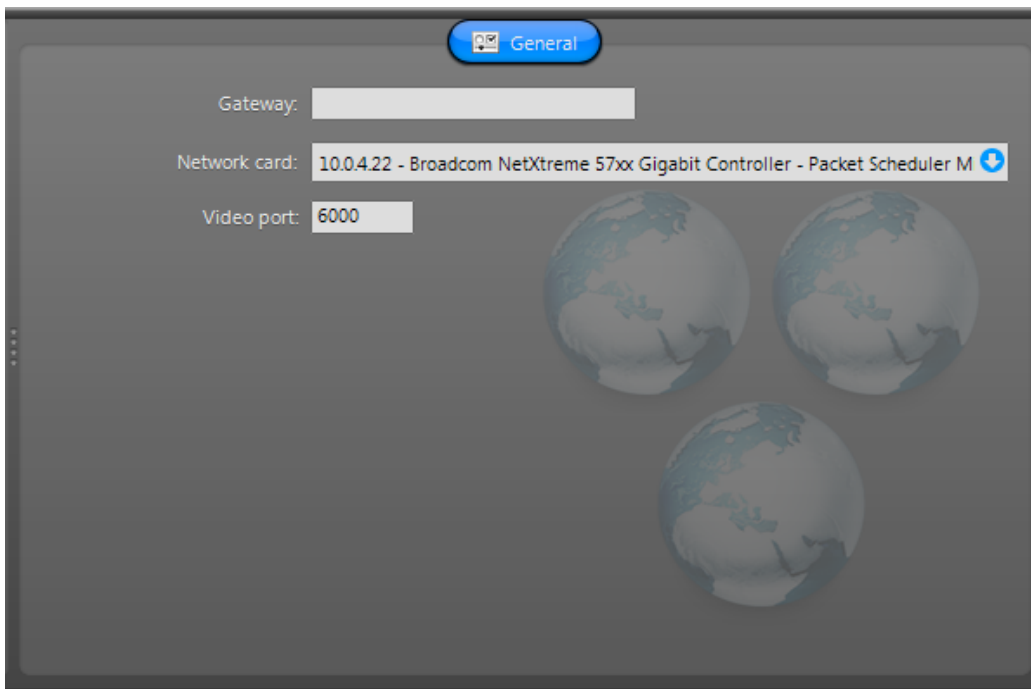 General
Gateway:
Network card: 10.0.4.22 - Broadcom NetXtreme 57xx Gigabit Controller - Packet Scheduler M
Video port: 6000